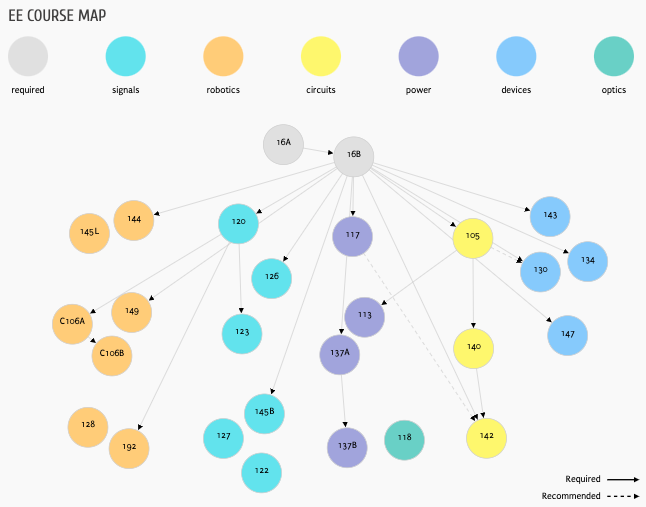 EE COURSE MAP
required signals robotics circuits power devices optics
16A
16B
144
145L
120
117
105
143
134
130
126
C106A
149
C106B
123
113
137A
140
147
128
192
145B
127
122
137B
118
142
Required
Recommended